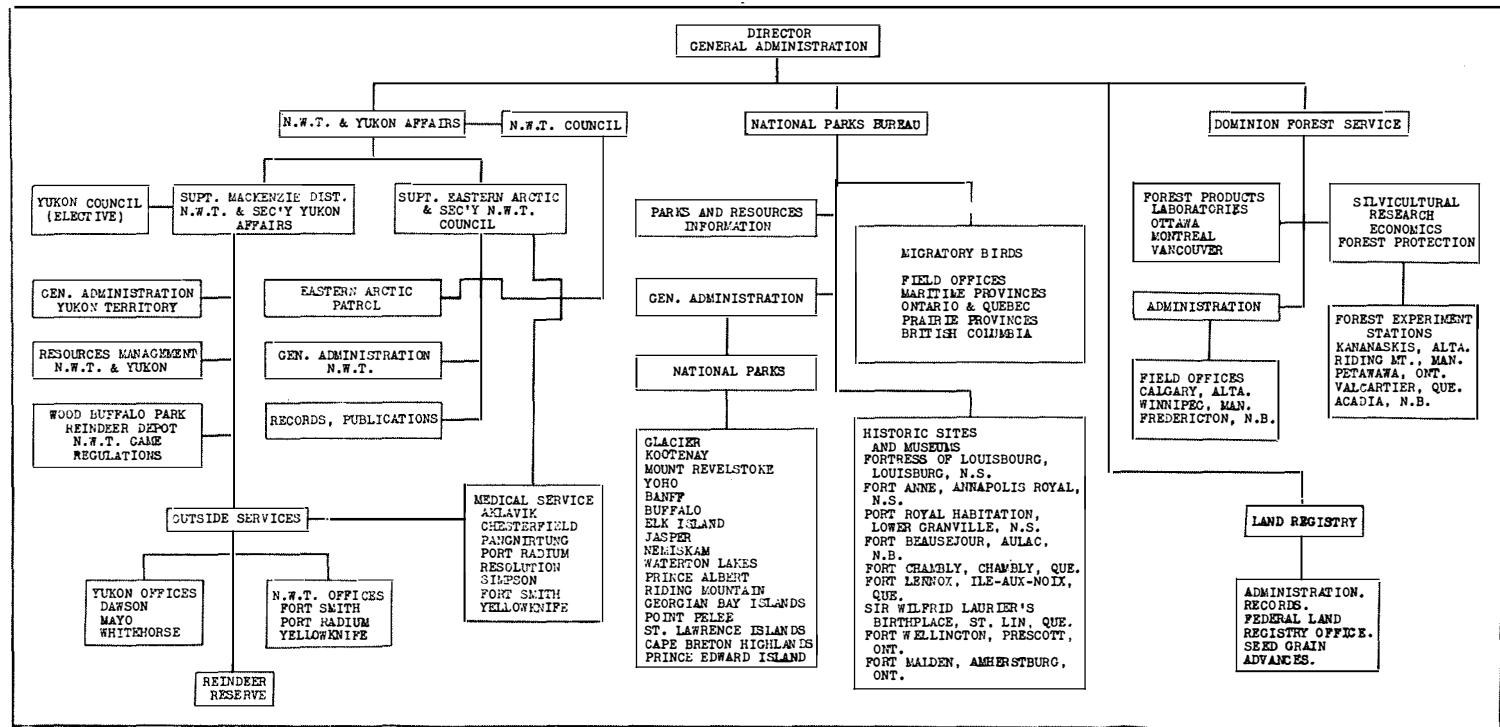 DIRECTOR
GENERAL ADMINISTRATION
N.W.T. & YUKON AFFAIRS
N.W.T. COUNCIL
NATIONAL PARKS BUREAU
DOMINION FOREST SERVICE
YUKON COUNCIL
(ELECTIVE)
SUPT. MACKENZIE DIST.
N.W.T. & SEC'Y YUKON
AFFAIRS
SUPT. EASTERN ARCTIC
& SEC'Y N.W.T.
COUNCIL
GEN. ADMINISTRATION
YUKON TERRITORY
RESOURCES MANAGEMENT
N.W.T. & YUKON
WOOD BUFFALO PARK
REINDEER DEPOT
N.W.T. GAME
REGULATIONS
EASTERN ARCTIC
PATROL
GEN. ADMINISTRATION
N.W.T.
RECORDS, PUBLICATIONS
OUTSIDE SERVICES
MEDICAL SERVICE
AKLAVIK
CHESTERFIELD
PANGNIRTUNG
PORT RADIUM
RESOLUTION
SIMPSON
FORT SMITH
YELLOWKNIFE
YUKON OFFICES
DAWSON
MAYO
WHITEHORSE
N.W.T. OFFICES
FORT SMITH
PORT RADIUM
YELLOWKNIFE
REINDEER
RESERVE
PARKS AND RESOURCES
INFORMATION
GEN. ADMINISTRATION
NATIONAL PARKS
GLACIER
KOOTENAY
MOUNT REVELSTOKE
YOHO
BANFF
BUFFALO
ELK ISLAND
JASPER
NEMISKAM
WATERTON LAKES
PRINCE ALBERT
RIDING MOUNTAIN
GEORGIAN BAY ISLANDS
POINT PELEE
ST. LAWRENCE ISLANDS
CAPE BRETON HIGHLANDS
PRINCE EDWARD ISLAND
MIGRATORY BIRDS
FIELD OFFICES
MARITIME PROVINCES
ONTARIO & QUEBEC
PRAIRIE PROVINCES
BRITISH COLUMBIA
HISTORIC SITES
AND MUSEUMS
FORTRESS OF LOUISBOURG,
LOUISBURG, N.S.
FORT ANNE, ANNAPOLIS ROYAL,
N.S.
PORT ROYAL HABITATION,
LOWER GRANVILLE, N.S.
FORT BEAUSEJOUR, AULAC,
N.B.
FORT CHAMBLY, CHAMBLY, QUE.
FORT LENNOX, ILE-AUX-NOIX,
QUE.
SIR WILFRID LAURIER'S
BIRTHPLACE, ST. LIN, QUE.
FORT WELLINGTON, PRESCOTT,
ONT.
FORT MALDEN, AMHERSTBURG,
ONT.
FOREST PRODUCTS
LABORATORIES
OTTAWA
MONTREAL
VANCOUVER
SILVICULTURAL
RESEARCH
ECONOMICS
FOREST PROTECTION
ADMINISTRATION
FIELD OFFICES
CALGARY, ALTA.
WINNIPEG, MAN.
FREDERICTON, N.B.
FOREST EXPERIMENT
STATIONS
KANANASKIS, ALTA.
RIDING MT., MAN.
PETAWAWA, ONT.
VALCARTIER, QUE.
ACADIA, N.B.
LAND REGISTRY
ADMINISTRATION.
RECORDS.
FEDERAL LAND
REGISTRY OFFICE.
SEED GRAIN
ADVANCES.